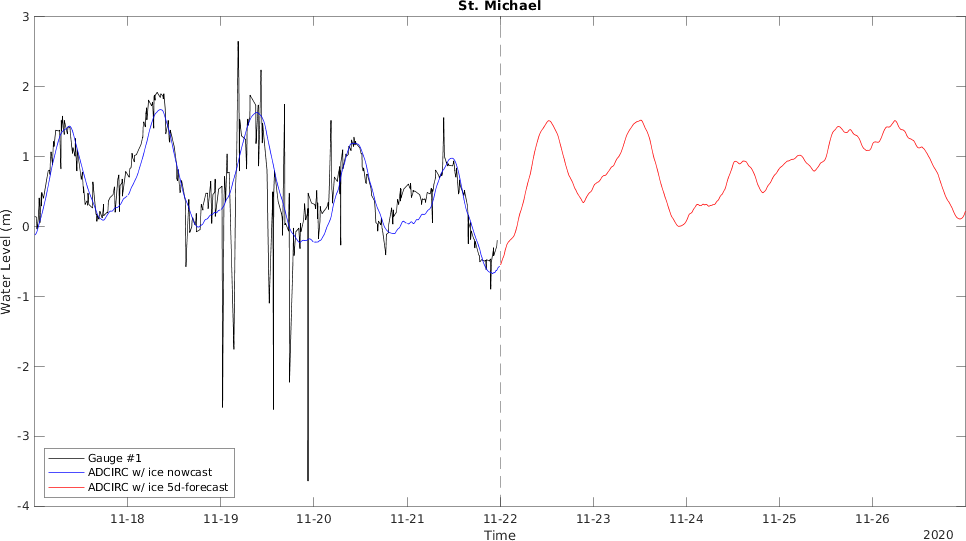 St. Michael
Water Level (m)
3
2
1
0
-1
-2
-3
-4
Gauge #1
ADCIRC w/ ice nowcast
ADCIRC w/ ice 5d-forecast
11-18 11-19 11-20 11-21 11-22 11-23 11-24 11-25 11-26
Time
2020